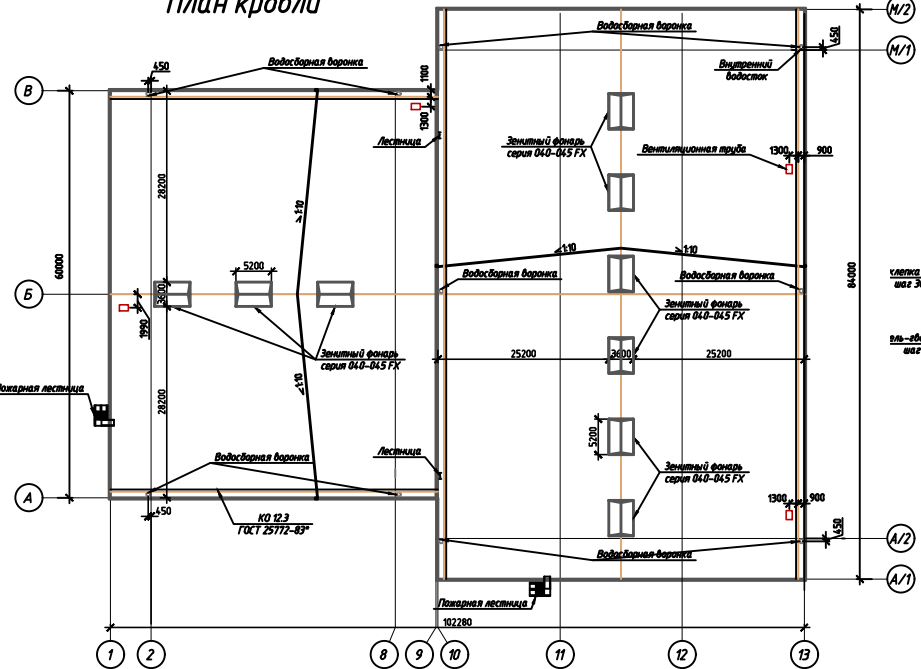 План кровли
М/2
Водосборная воронка
450
М/1
450
Водосборная воронка
1100
Внутренний
водосток
В
1300
Лестница
Зенитный фонарь
серия 040-045 FX
Вентиляционная труба
1300
900
28200
1:10
1:10
1:10
60000
5200
Водосборная воронка
Водосборная воронка
84000
клепка
Б
3600
1990
Зенитный фонарь
серия 040-045 FX
шаг
Зенитный фонарь
серия 040-045 FX
25200
3600
25200
1:10
Пожарная лестница
28200
5200
Водосборная воронка
Лестница
Зенитный фонарь
серия 040-045 FX
А
450
КО 12.3
ГОСТ 25772-83*
1300
900
450
Водосборная воронка
А/2
А/1
Пожарная лестница
102280
1
2
8
9
10
11
12
13